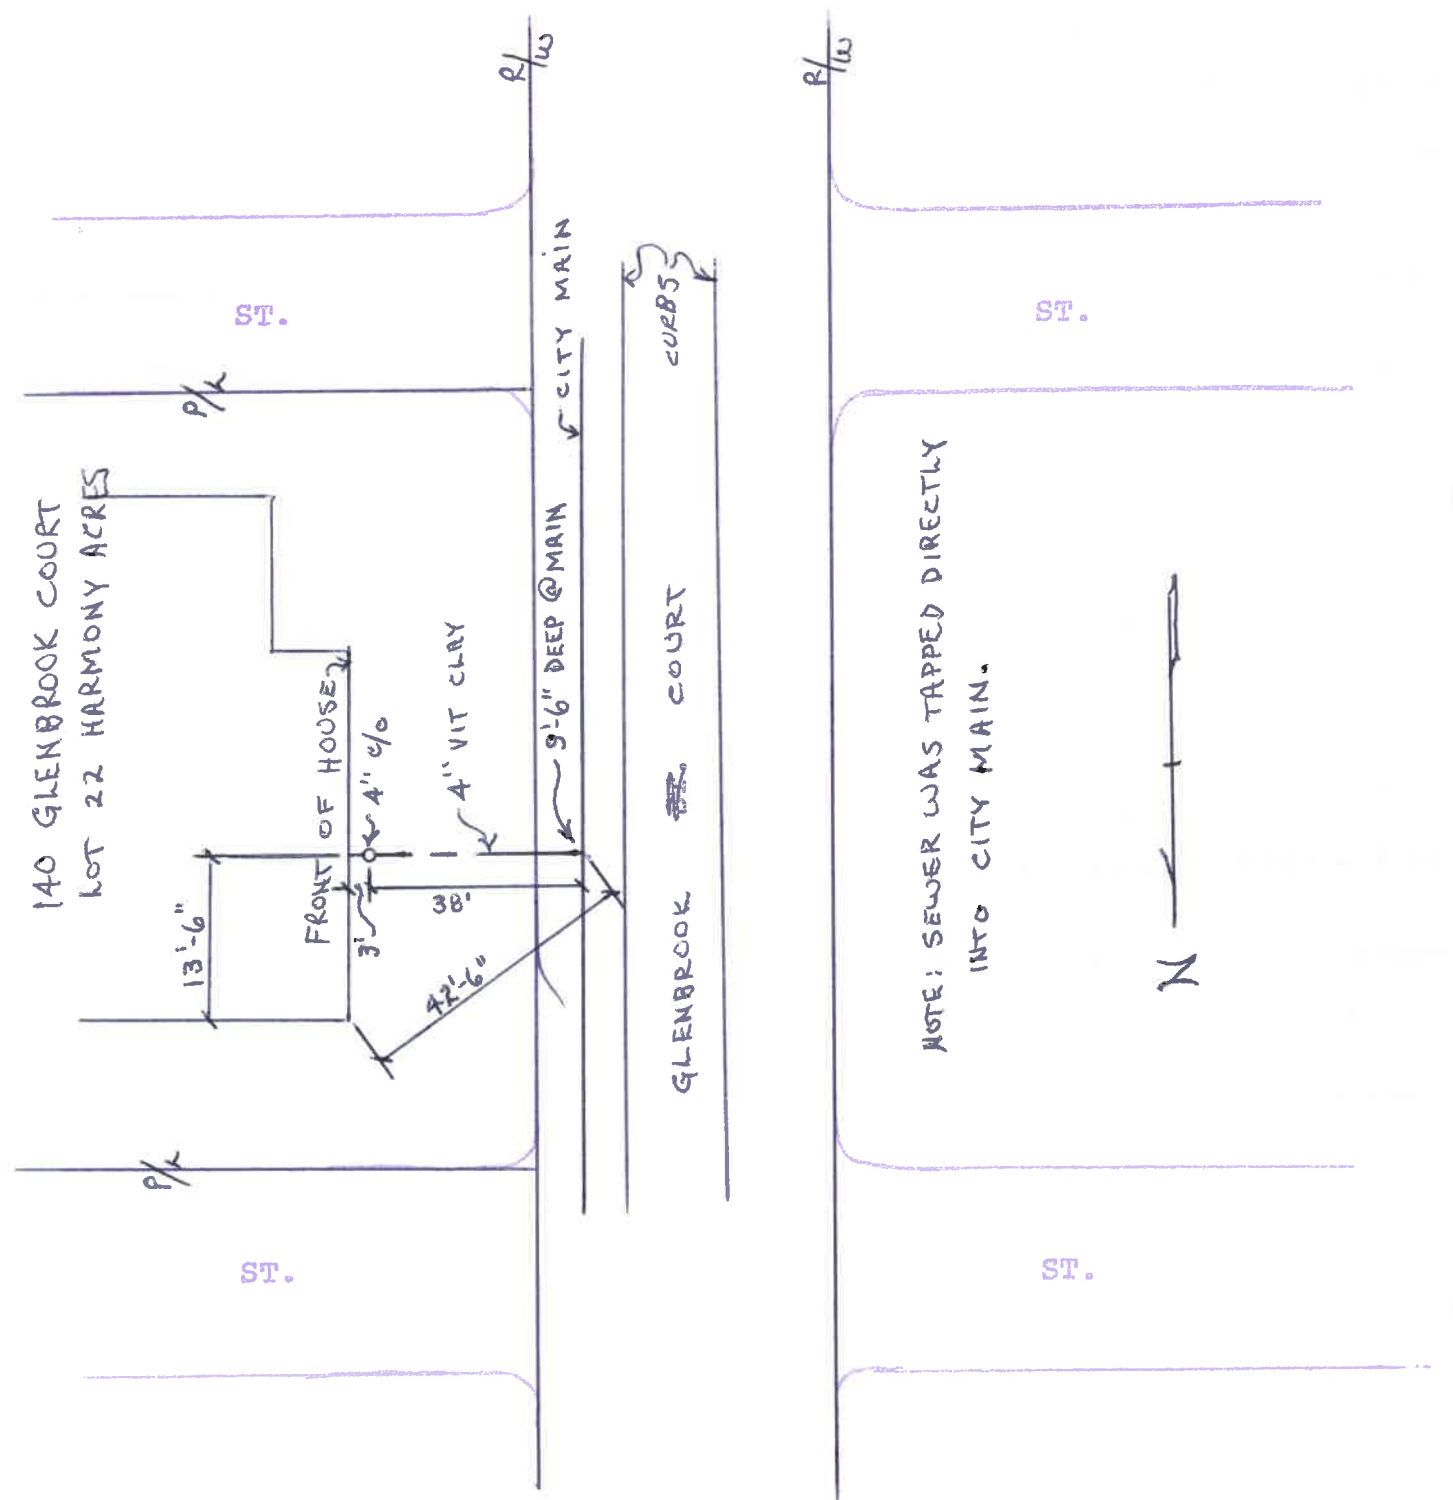 140 GLENBROOK COURT
LOT 22 HARMONY ACRES
13'-6"
FRONT OF HOUSE
3'
4" C/O
38'
42'-6"
4" VIT CLAY
9'-6" DEEP @ MAIN
CITY MAIN
CURBS
GLENBROOK COURT
NOTE: SEWER WAS TAPPED DIRECTLY
INTO CITY MAIN.
N
R/W
R/W
P/L
P/L
ST.
ST.
ST.
ST.